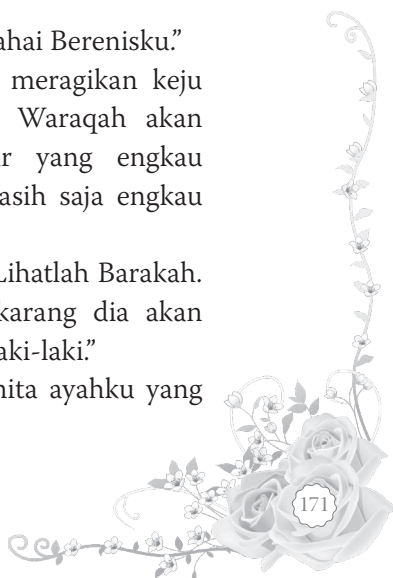 ahai Berenisku.”
meragikan keju
Waraqah akan
r yang engkau
asih saja engkau
Lihatlah Barakah.
karang dia akan
aki-laki.”
nita ayahku yang
171